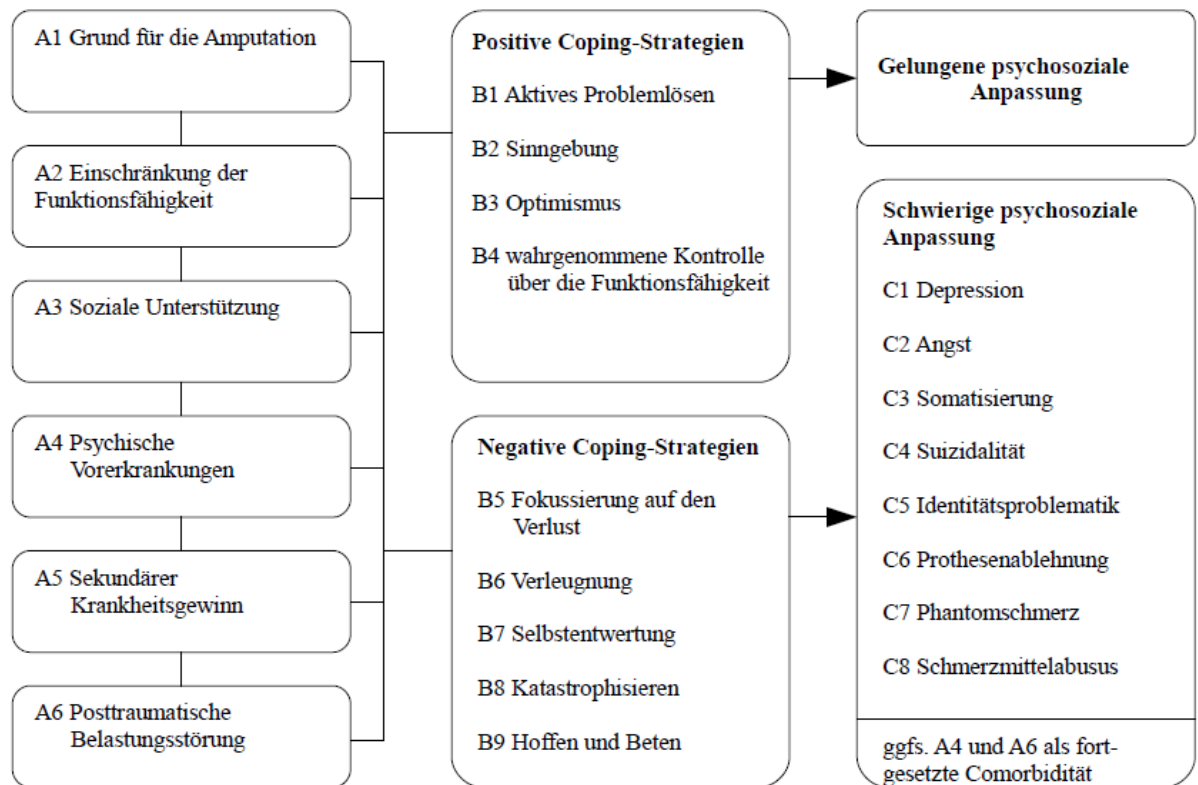 A1 Grund für die Amputation
A2 Einschränkung der
Funktionsfähigkeit
A3 Soziale Unterstützung
A4 Psychische
Vorerkrankungen
A5 Sekundärer
Krankheitsgewinn
A6 Posttraumatische
Belastungsstörung
Positive Coping-Strategien
B1 Aktives Problemlösen
B2 Sinngebung
B3 Optimismus
B4 wahrgenommene Kontrolle
über die Funktionsfähigkeit
Negative Coping-Strategien
B5 Fokussierung auf den
Verlust
B6 Verleugnung
B7 Selbstentwertung
B8 Katastrophisieren
B9 Hoffen und Beten
Gelungene psychosoziale
Anpassung
Schwierige psychosoziale
Anpassung
C1 Depression
C2 Angst
C3 Somatisierung
C4 Suizidalität
C5 Identitätsproblematik
C6 Prothesenablehnung
C7 Phantomschmerz
C8 Schmerzmittelabusus
ggfs. A4 und A6 als fort-
gesetzte Comorbidität